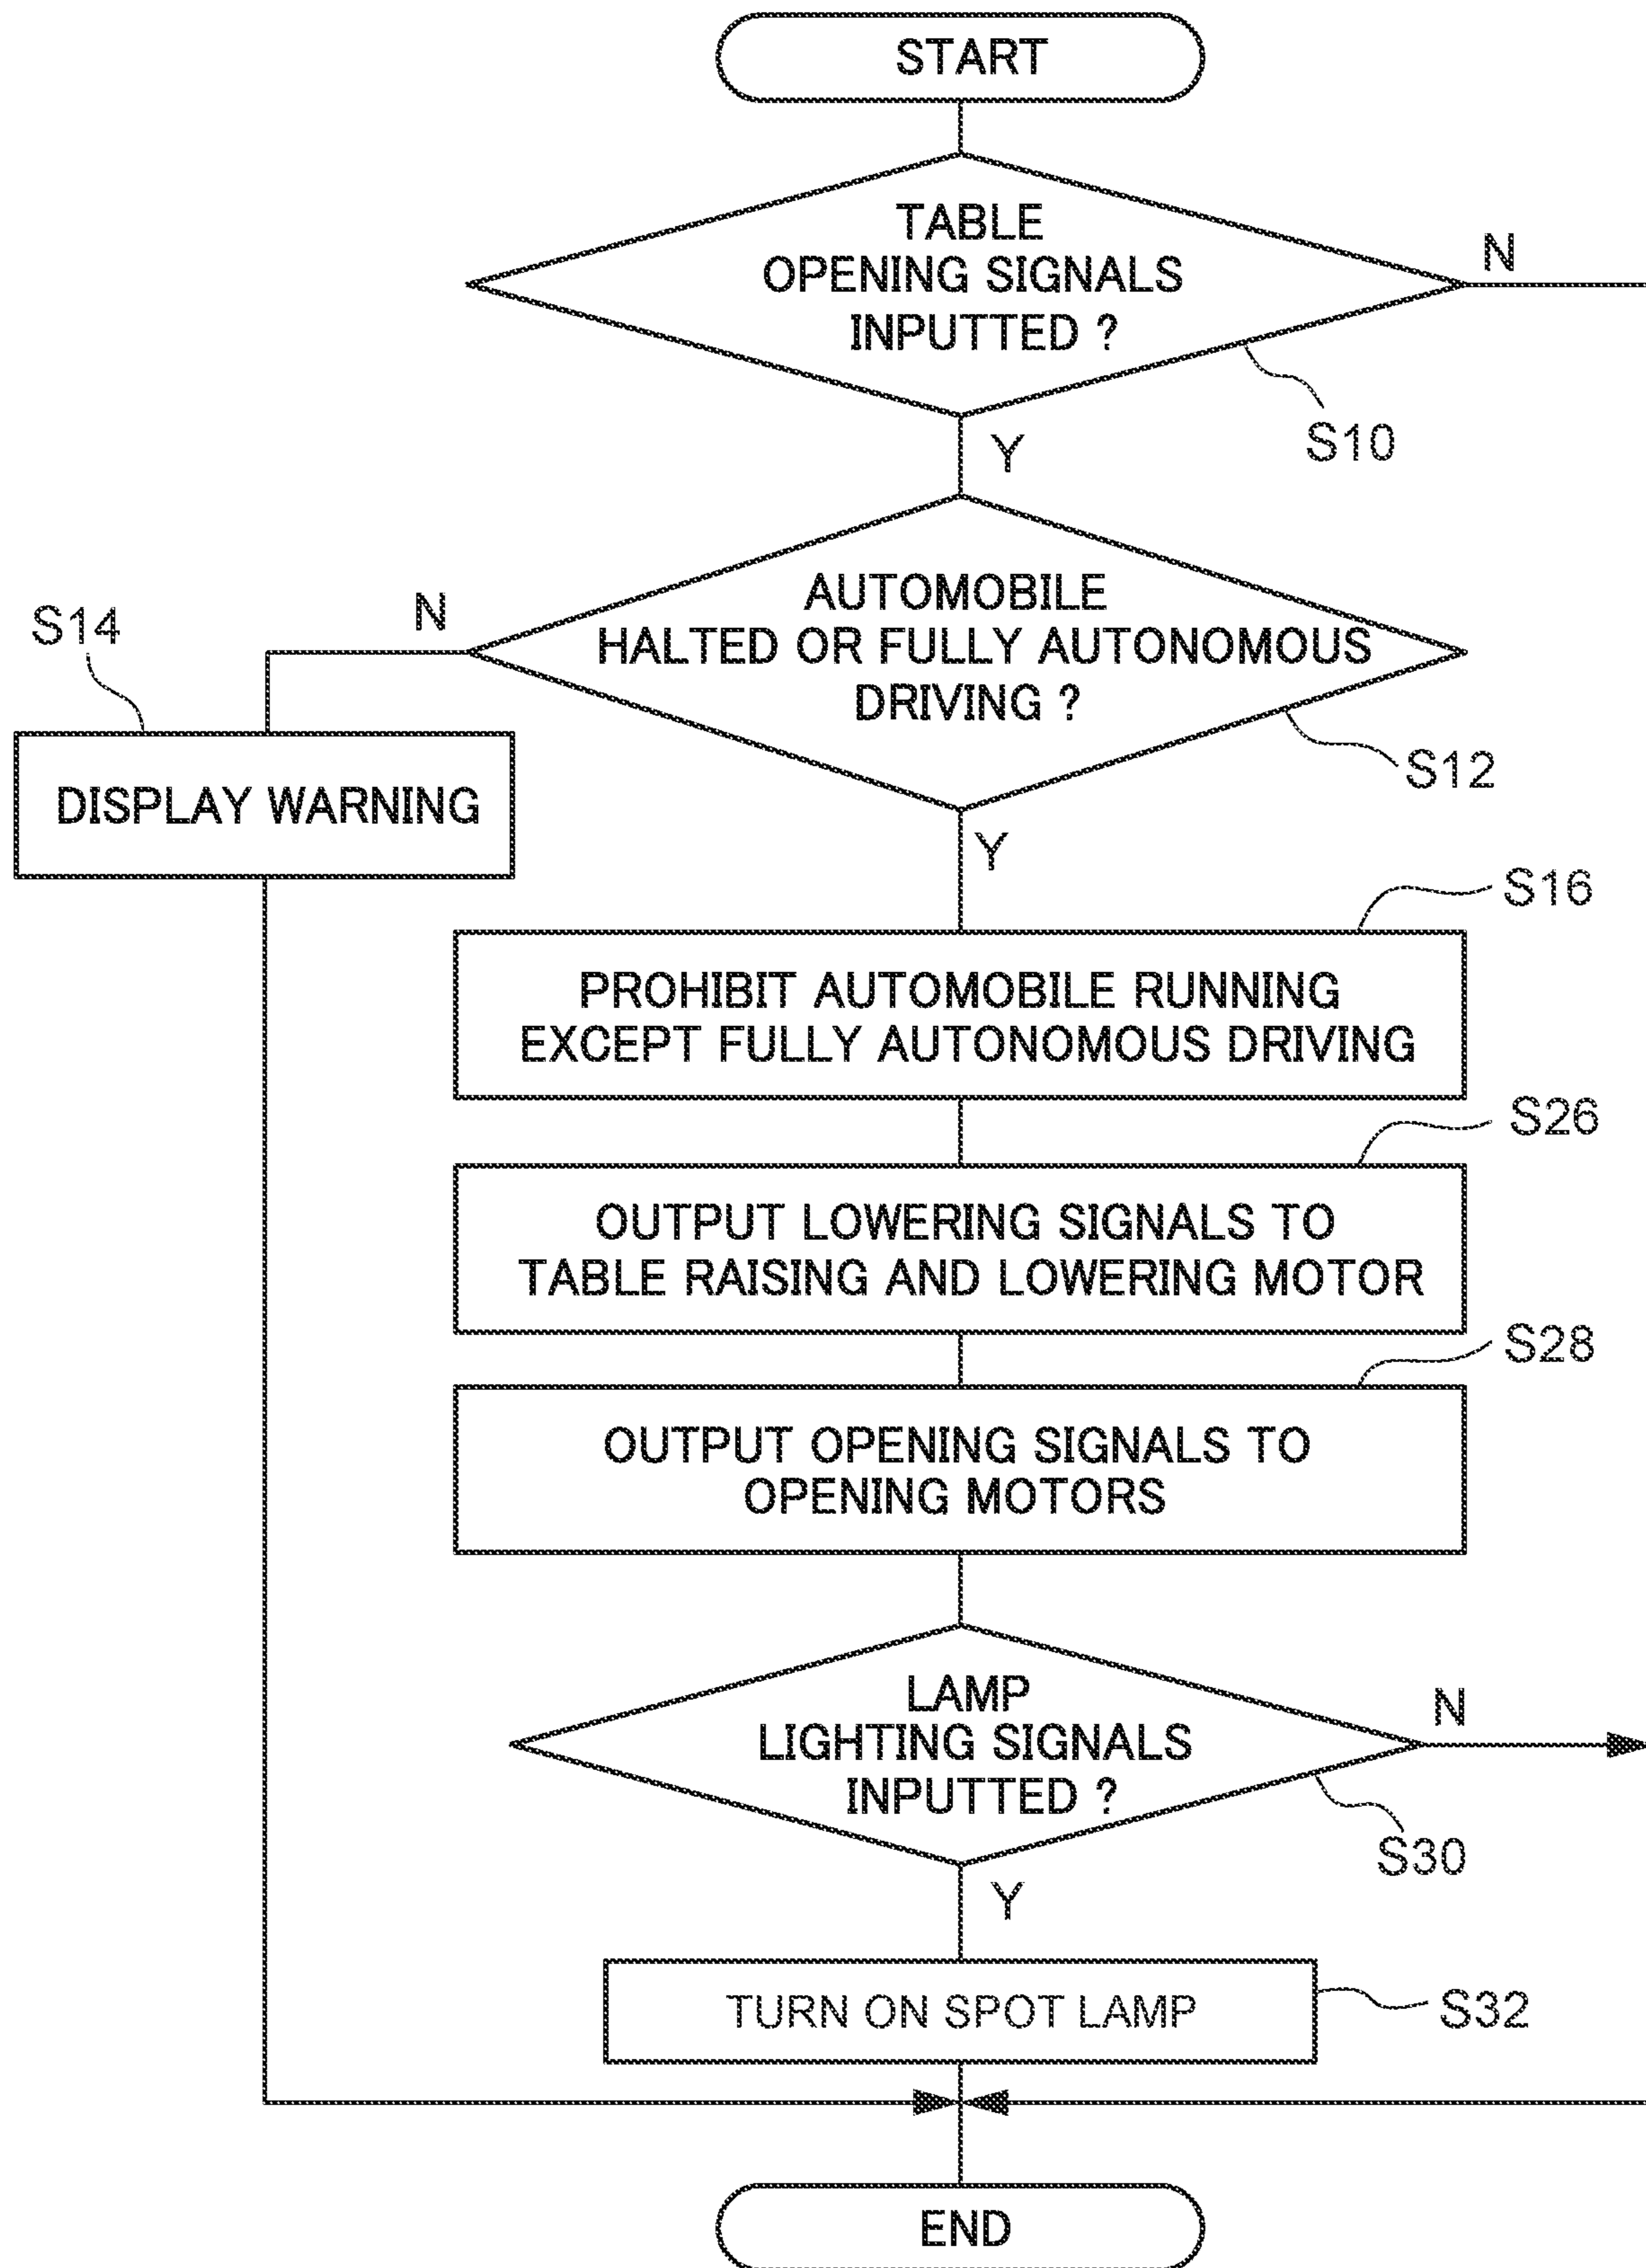 START
TABLE
OPENING SIGNALS
INPUTTED ?
N
S10
Y
AUTOMOBILE
HALTED OR FULLY AUTONOMOUS
DRIVING ?
N
S14
S12
DISPLAY WARNING
Y
S16
PROHIBIT AUTOMOBILE RUNNING
EXCEPT FULLY AUTONOMOUS DRIVING
S26
OUTPUT LOWERING SIGNALS TO
TABLE RAISING AND LOWERING MOTOR
S28
OUTPUT OPENING SIGNALS TO
OPENING MOTORS
LAMP
LIGHTING SIGNALS
INPUTTED ?
N
S30
Y
TURN ON SPOT LAMP
S32
END